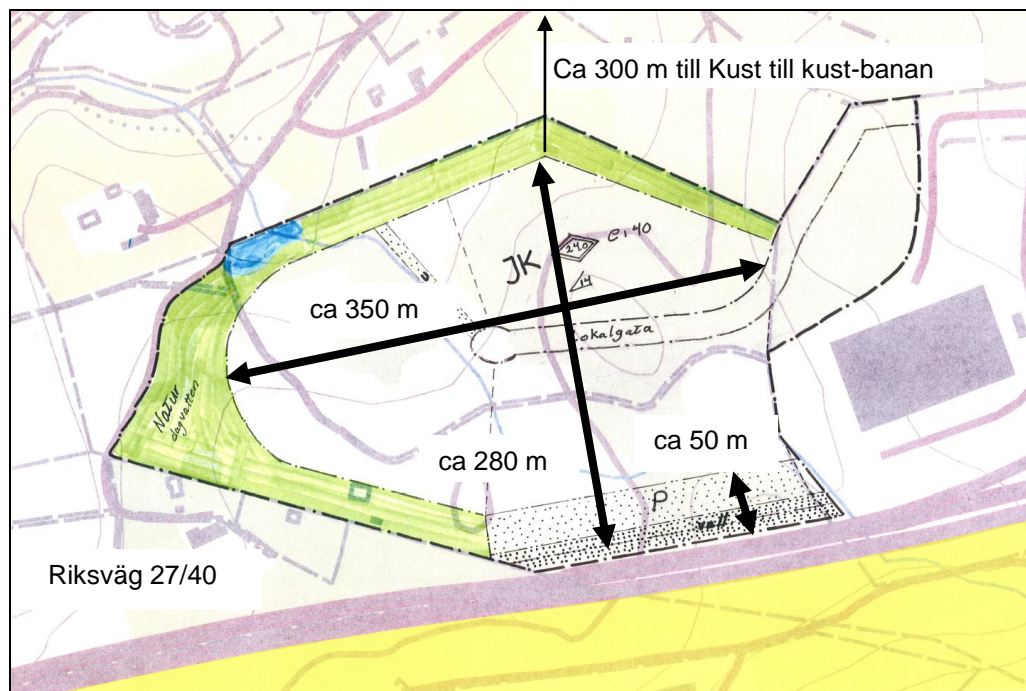 Ca 300 m till Kust till kust-banan
240
e1 40
JK
14
u
ca 350 m
Lokalgata
Natur
dagvatten
ca 280 m
ca 50 m
P
vall
Riksväg 27/40